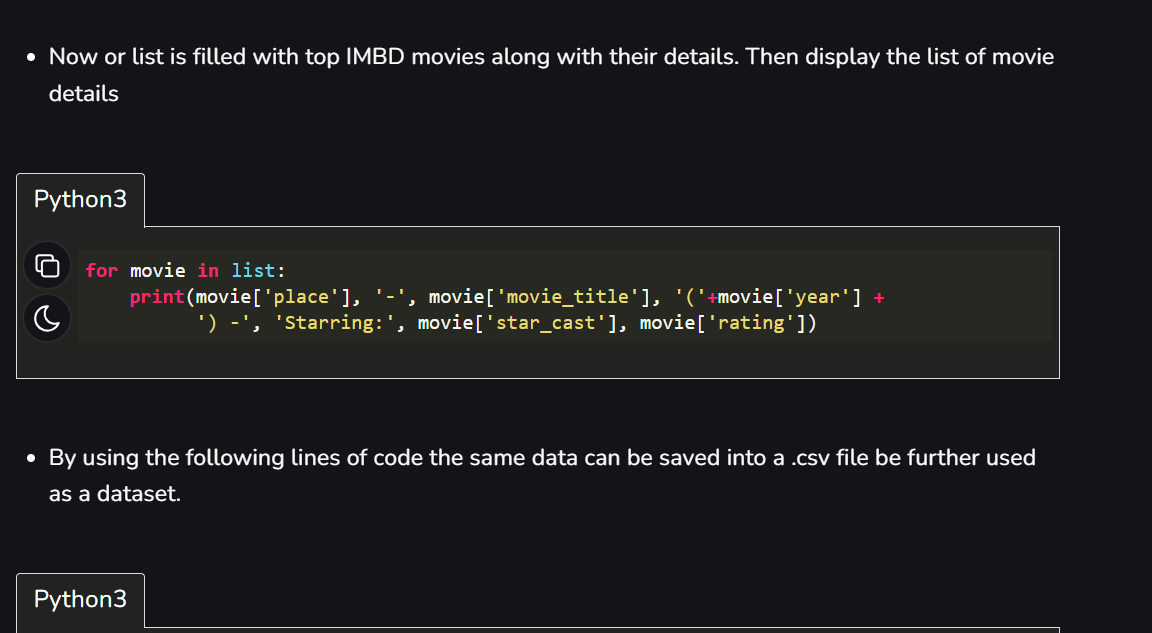 Now or list is filled with top IMBD movies along with their details. Then display the list of movie
details
Python3
for movie in list:
    print(movie['place'], '-', movie['movie_title'], '('+movie['year'] +
          ') -', 'Starring:', movie['star_cast'], movie['rating'])
By using the following lines of code the same data can be saved into a .csv file be further used
as a dataset.
Python3